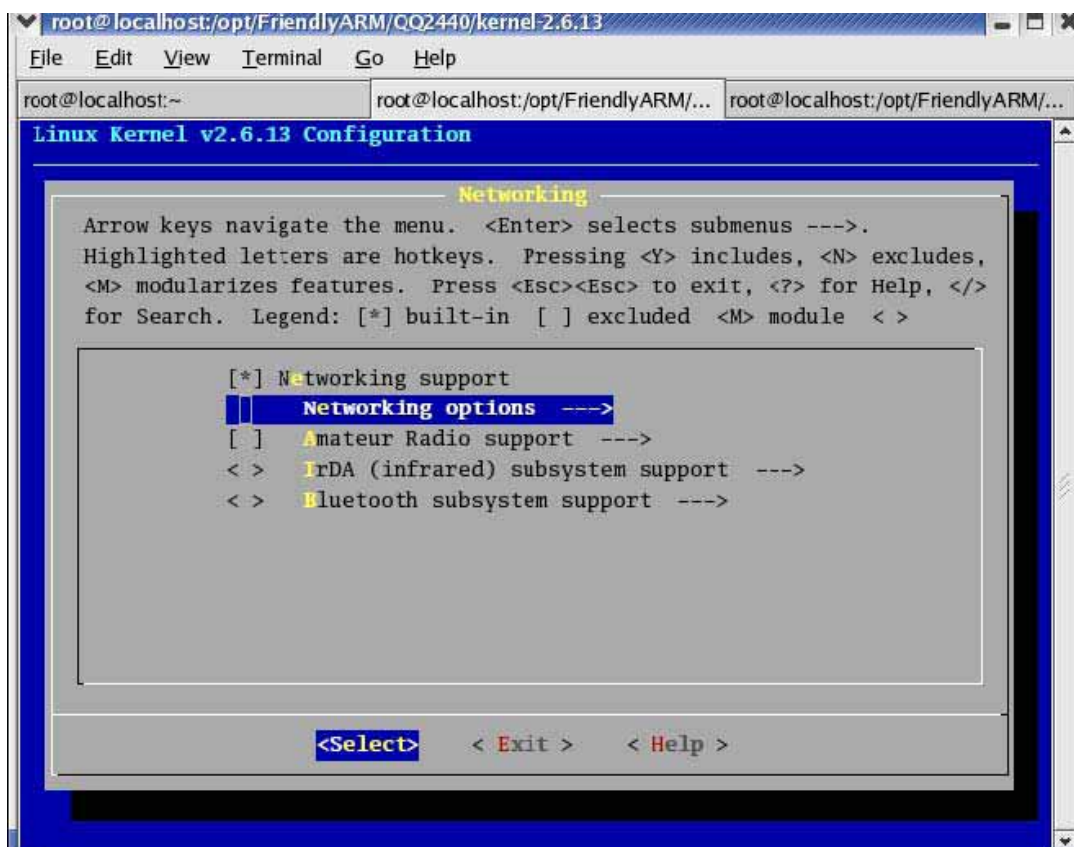 root@localhost:/opt/FriendlyARM/QQ2440/kernel-2.6.13
File Edit View Terminal Go Help
root@localhost:~ root@localhost:/opt/FriendlyARM/... root@localhost:/opt/FriendlyARM/...
Linux Kernel v2.6.13 Configuration
Networking
Arrow keys navigate the menu. <Enter> selects submenus --->.
Highlighted letters are hotkeys. Pressing <Y> includes, <N> excludes,
<M> modularizes features. Press <Esc><Esc> to exit, <?> for Help, </>
for Search. Legend: [*] built-in [ ] excluded <M> module < >
[*] Networking support
Networking options --->
[ ] Amateur Radio support --->
< > IrDA (infrared) subsystem support --->
< > Bluetooth subsystem support --->
<Select> < Exit > < Help >